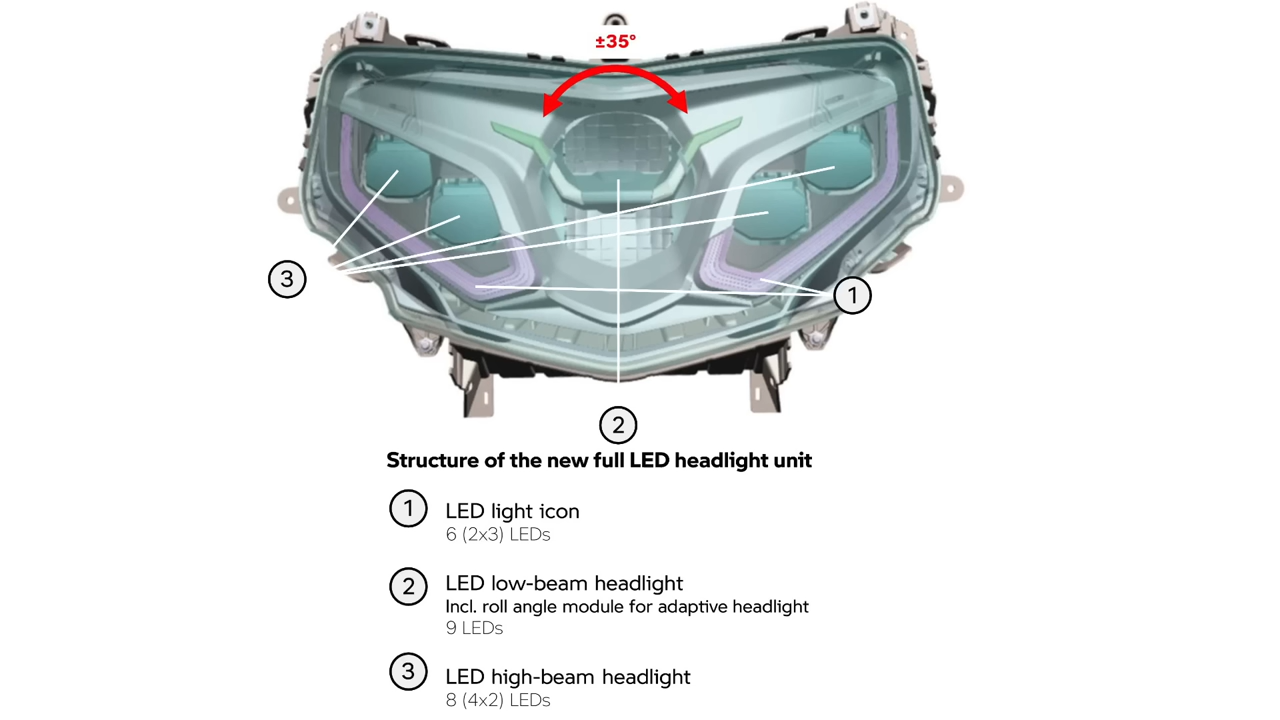 ±35°
3
1
2
Structure of the new full LED headlight unit
1
LED light icon
6 (2x3) LEDs
2
LED low-beam headlight
Incl. roll angle module for adaptive headlight
9 LEDs
3
LED high-beam headlight
8 (4x2) LEDs